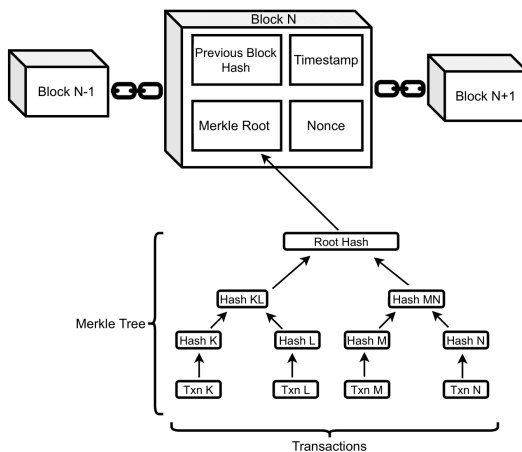 Block N
Previous Block
Hash
Timestamp
Block N-1
Block N+1
Merkle Root
Nonce
Root Hash
Hash KL
Hash MN
Merkle Tree
Hash K
Hash L
Hash M
Hash N
Txn K
Txn L
Txn M
Txn N
Transactions